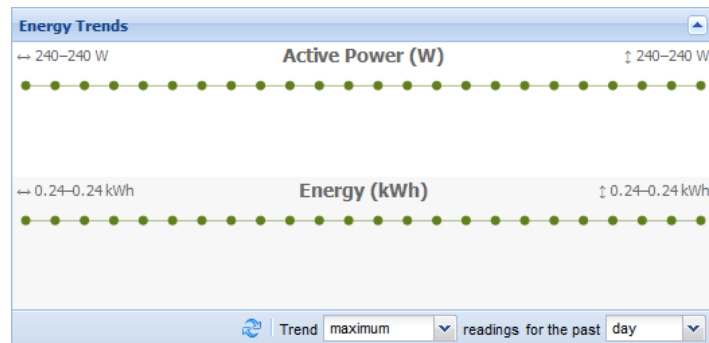 Energy Trends
↔ 240–240 W Active Power (W) ↕ 240–240 W
↔ 0.24–0.24 kWh Energy (kWh) ↕ 0.24–0.24 kWh
Trend maximum readings for the past day